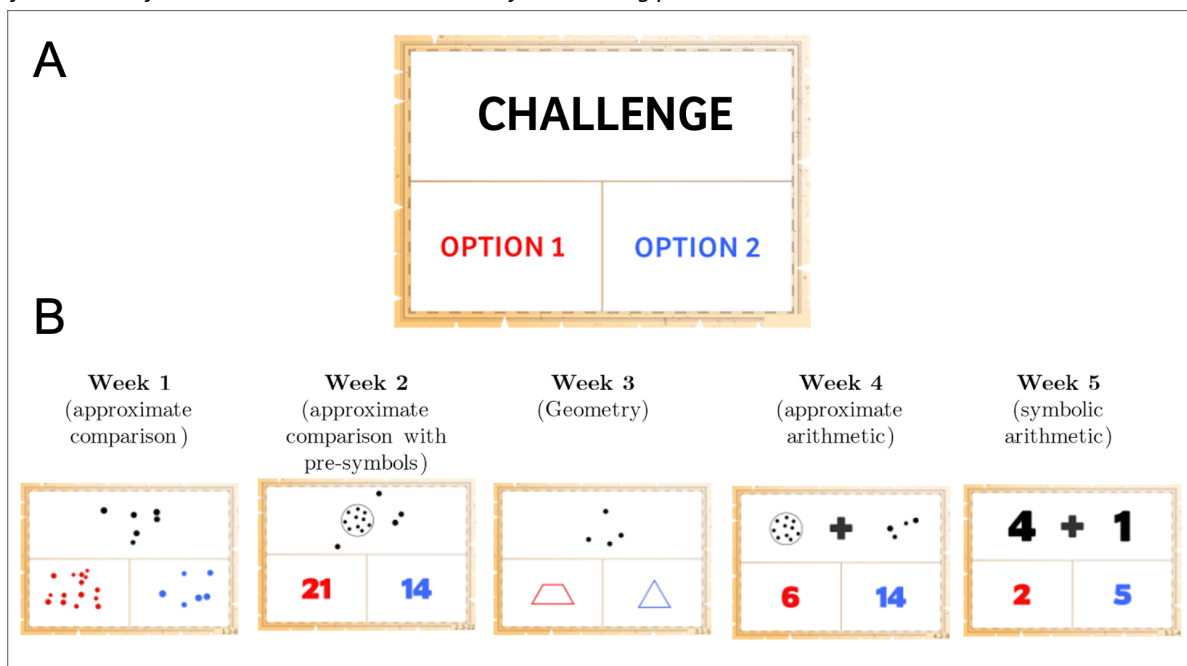 A
CHALLENGE
OPTION 1
OPTION 2
B
Week 1
(approximate
comparison)
Week 2
(approximate
comparison with
pre-symbols)
Week 3
(Geometry)
Week 4
(approximate
arithmetic)
Week 5
(symbolic
arithmetic)
21
14
+
6
14
4 + 1
2
5